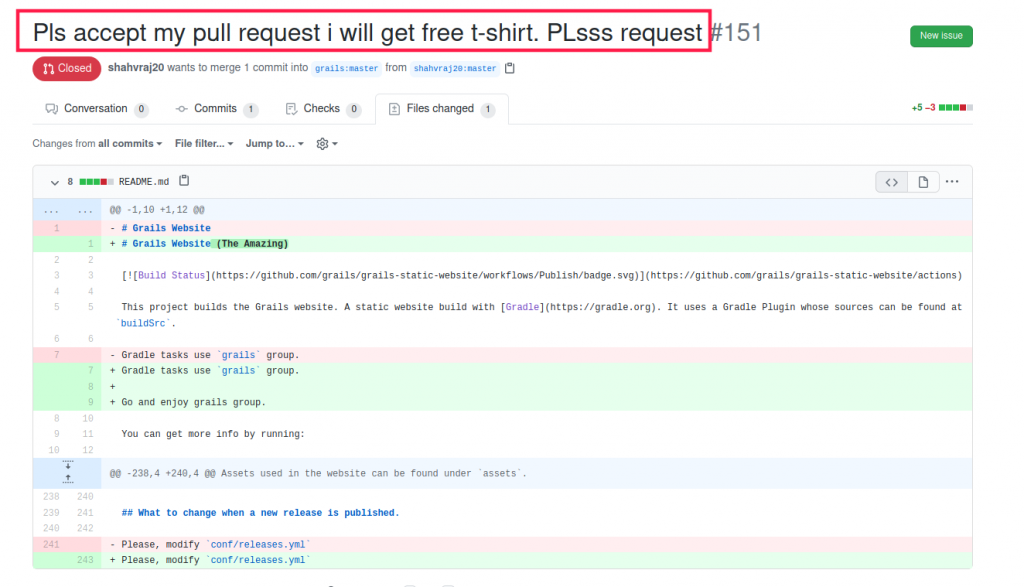 Pls accept my pull request i will get free t-shirt. PLsss request #151
New issue
Closed shahvraj20 wants to merge 1 commit into grails:master from shahvraj20:master
Conversation 0 Commits 1 Checks 0 Files changed 1 +5 −3
Changes from all commits File filter... Jump to...
8 README.md
... ... @@ -1,10 +1,12 @@
1 - # Grails Website
1 + # Grails Website (The Amazing)
2 2
3 3 [![Build Status](https://github.com/grails/grails-static-website/workflows/Publish/badge.svg)](https://github.com/grails/grails-static-website/actions)
4 4
5 5 This project builds the Grails website. A static website build with [Gradle](https://gradle.org). It uses a Gradle Plugin whose sources can be found at
`buildSrc`.
6 6
7 - Gradle tasks use `grails` group.
7 + Gradle tasks use `grails` group.
8 +
9 + Go and enjoy grails group.
8 10
9 11 You can get more info by running:
10 12
@@ -238,4 +240,4 @@ Assets used in the website can be found under `assets`.
238 240
239 241 ## What to change when a new release is published.
240 242
241 - Please, modify `conf/releases.yml`
243 + Please, modify `conf/releases.yml`